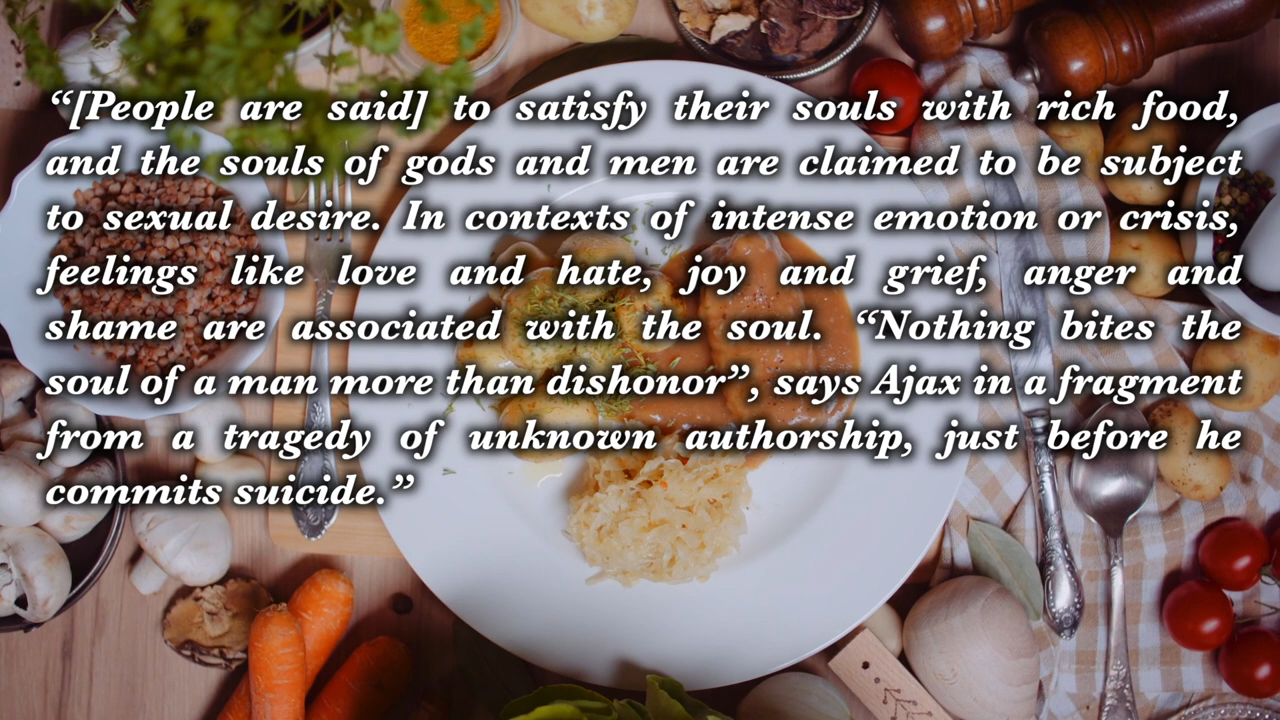 “[People are said] to satisfy their souls with rich food,
and the souls of gods and men are claimed to be subject
to sexual desire. In contexts of intense emotion or crisis,
feelings like love and hate, joy and grief, anger and
shame are associated with the soul. “Nothing bites the
soul of a man more than dishonor”, says Ajax in a fragment
from a tragedy of unknown authorship, just before he
commits suicide.”